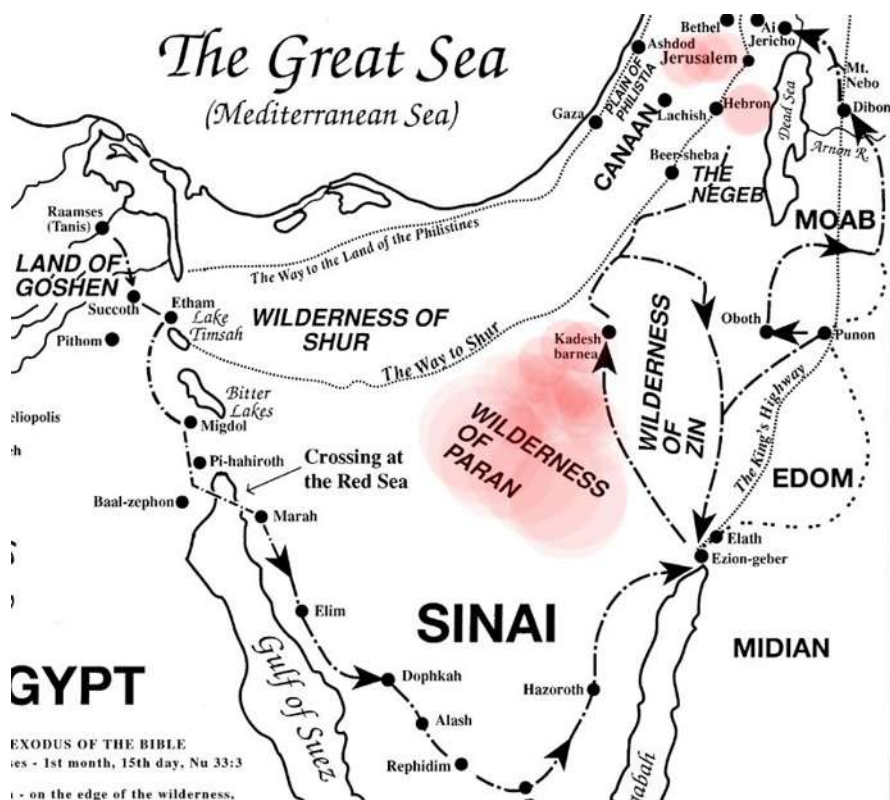 The Great Sea
(Mediterranean Sea)
Bethel
Ai
Jericho
Ashdod
Jerusalem
PLAIN OF
PHILISTIA
Mt.
Nebo
Gaza
Lachish
Hebron
Dead Sea
Dibon
CANAAN
Arnon R.
Beer-sheba
THE
NEGEB
Raamses
(Tanis)
MOAB
The Way to the Land of the Philistines
LAND OF
GOSHEN
Succoth
Etham
Lake
Timsah
WILDERNESS OF
SHUR
Pithom
The Way to Shur
Kadesh
barnea
WILDERNESS
OF
ZIN
Oboth
Punon
Bitter
Lakes
eliopolis
Migdol
WILDERNESS
OF
PARAN
The King's Highway
Pi-hahiroth
Crossing at
the Red Sea
EDOM
Baal-zephon
Marah
Elath
Ezion-geber
Elim
SINAI
MIDIAN
Gulf of Suez
Dophkah
Hazoroth
GYPT
Alash
Rephidim
EXODUS OF THE BIBLE
ses - 1st month, 15th day, Nu 33:3
- on the edge of the wilderness,
abah